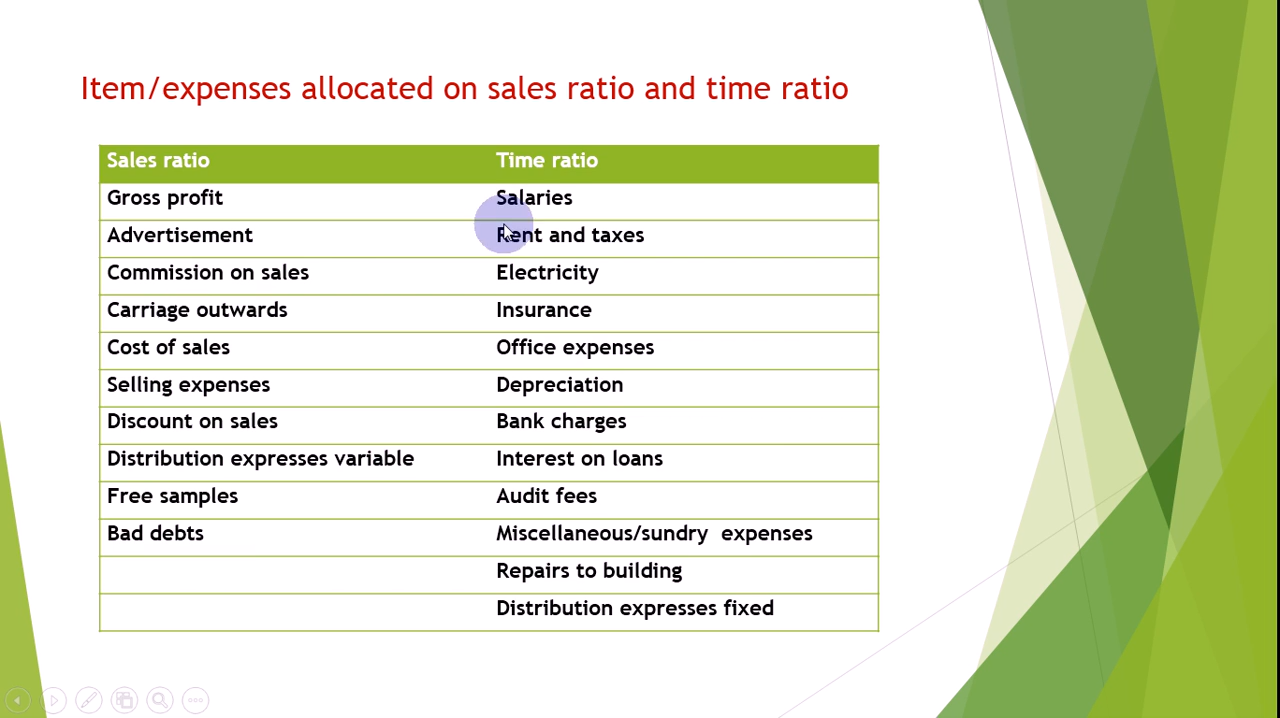 Item/expenses allocated on sales ratio and time ratio
Sales ratio Time ratio
Gross profit Salaries
Advertisement Rent and taxes
Commission on sales Electricity
Carriage outwards Insurance
Cost of sales Office expenses
Selling expenses Depreciation
Discount on sales Bank charges
Distribution expresses variable Interest on loans
Free samples Audit fees
Bad debts Miscellaneous/sundry expenses
Repairs to building
Distribution expresses fixed